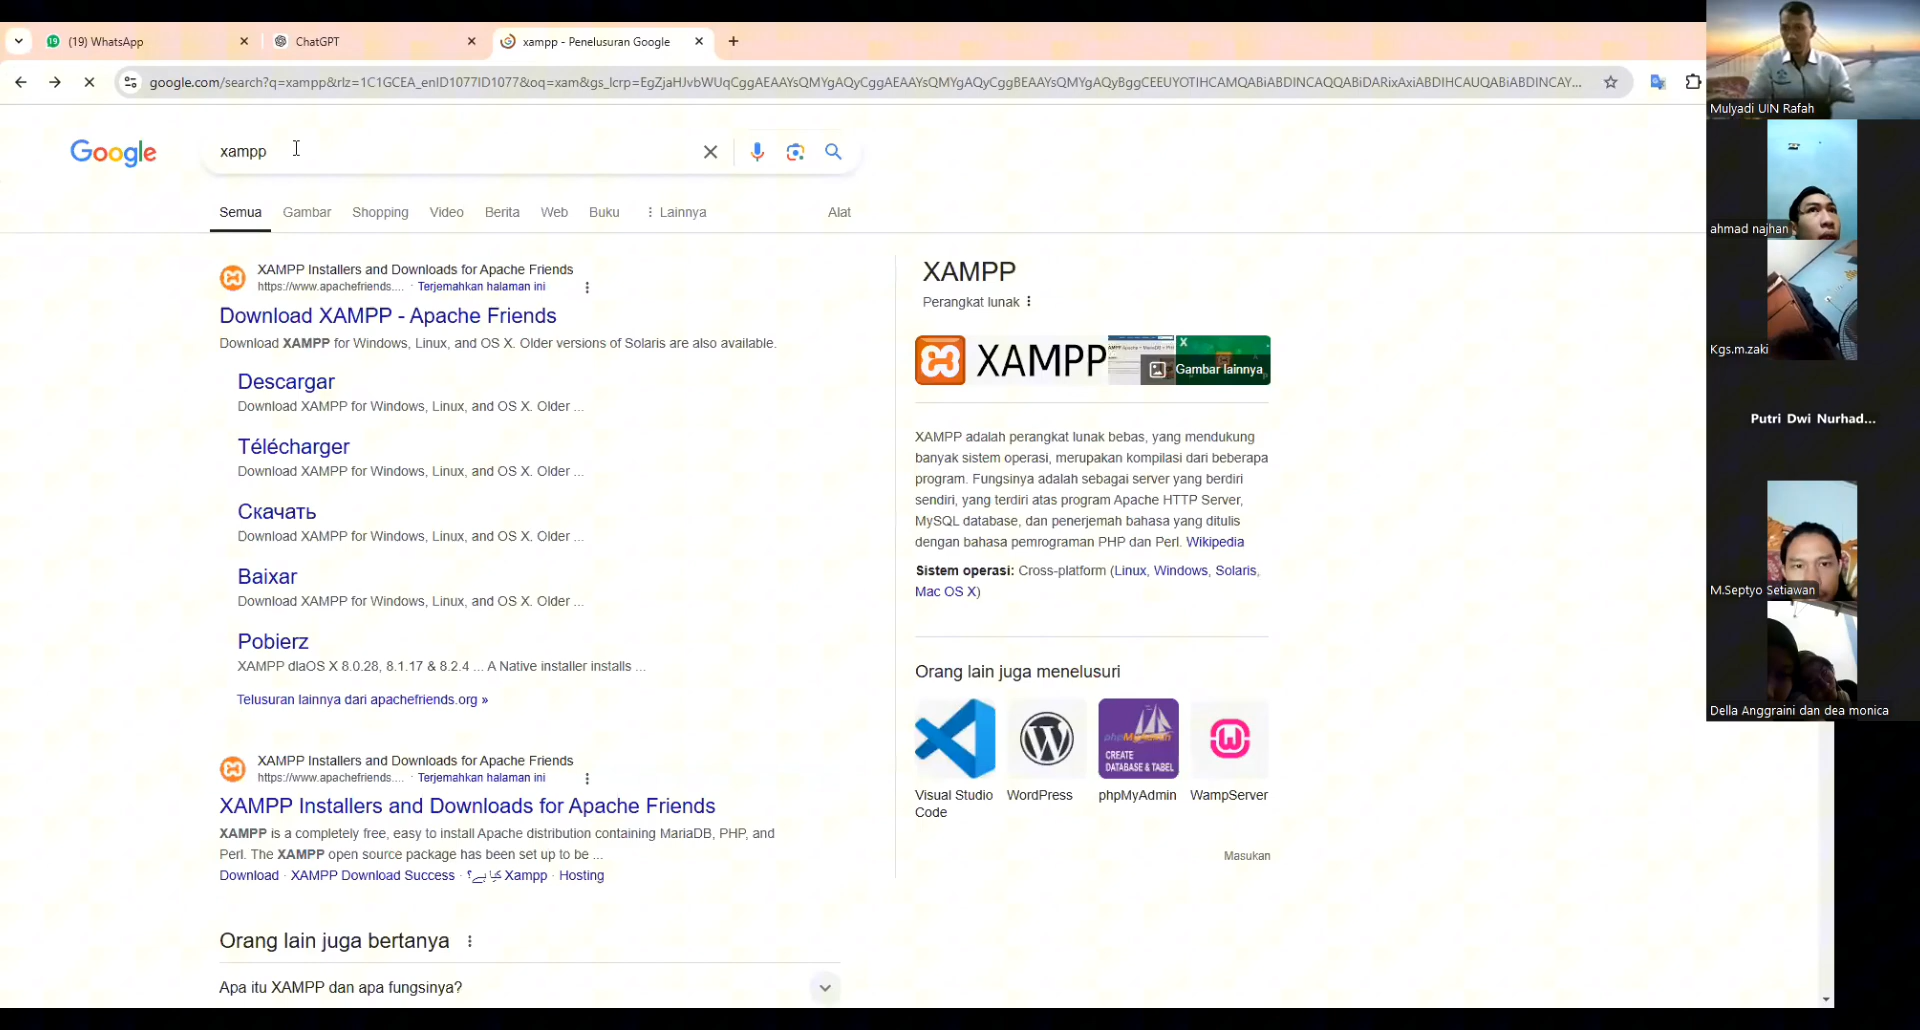 (19) WhatsApp
ChatGPT
xampp - Penelusuran Google
google.com/search?q=xampp&rlz=1C1GCEA_enID1077ID1077&oq=xam&gs_lcrp=EgZjaHJvbWUqCggAEAAYsQMYgAQyCggAEAAYsQMYgAQyCggBEAAYsQMYgAQyBggCEEUYOTIHCAMQABiABDINCAQQABiDARixAxiABDIHCAUQABiABDINCAY...
Google
xampp
Semua
Gambar
Shopping
Video
Berita
Web
Buku
Lainnya
Alat
XAMPP Installers and Downloads for Apache Friends
https://www.apachefriends.... · Terjemahkan halaman ini
Download XAMPP - Apache Friends
Download XAMPP for Windows, Linux, and OS X. Older versions of Solaris are also available.
Descargar
Download XAMPP for Windows, Linux, and OS X. Older ...
Télécharger
Download XAMPP for Windows, Linux, and OS X. Older ...
Скачать
Download XAMPP for Windows, Linux, and OS X. Older ...
Baixar
Download XAMPP for Windows, Linux, and OS X. Older ...
Pobierz
XAMPP dlaOS X 8.0.28, 8.1.17 & 8.2.4 ... A Native installer installs ...
Telusuran lainnya dari apachefriends.org »
XAMPP Installers and Downloads for Apache Friends
https://www.apachefriends.... · Terjemahkan halaman ini
XAMPP Installers and Downloads for Apache Friends
XAMPP is a completely free, easy to install Apache distribution containing MariaDB, PHP, and
Perl. The XAMPP open source package has been set up to be ...
Download · XAMPP Download Success · Xampp کیا ہے؟ · Hosting
Orang lain juga bertanya
Apa itu XAMPP dan apa fungsinya?
XAMPP
Perangkat lunak
XAMPP
Gambar lainnya
XAMPP adalah perangkat lunak bebas, yang mendukung
banyak sistem operasi, merupakan kompilasi dari beberapa
program. Fungsinya adalah sebagai server yang berdiri
sendiri, yang terdiri atas program Apache HTTP Server,
MySQL database, dan penerjemah bahasa yang ditulis
dengan bahasa pemrograman PHP dan Perl. Wikipedia
Sistem operasi: Cross-platform (Linux, Windows, Solaris,
Mac OS X)
Orang lain juga menelusuri
CREATE
DATABASE & TABEL
Visual Studio
Code
WordPress
phpMyAdmin
WampServer
Masukan
Mulyadi UIN Rafah
ahmad najhan
Kgs.m.zaki
Putri Dwi Nurhad...
M.Septyo Setiawan
Della Anggraini dan dea monica